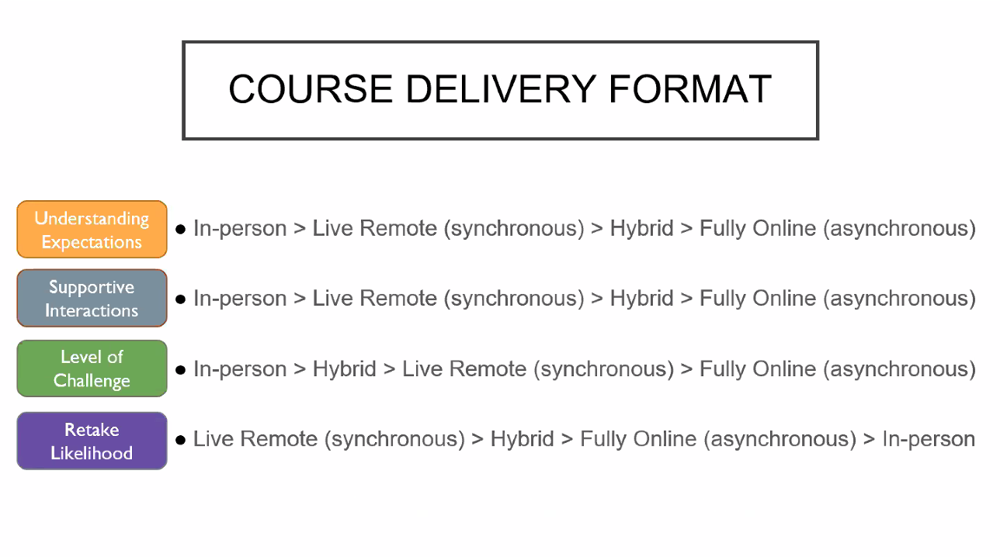 COURSE DELIVERY FORMAT
Understanding
Expectations
● In-person > Live Remote (synchronous) > Hybrid > Fully Online (asynchronous)
Supportive
Interactions
● In-person > Live Remote (synchronous) > Hybrid > Fully Online (asynchronous)
Level of
Challenge
● In-person > Hybrid > Live Remote (synchronous) > Fully Online (asynchronous)
Retake
Likelihood
● Live Remote (synchronous) > Hybrid > Fully Online (asynchronous) > In-person